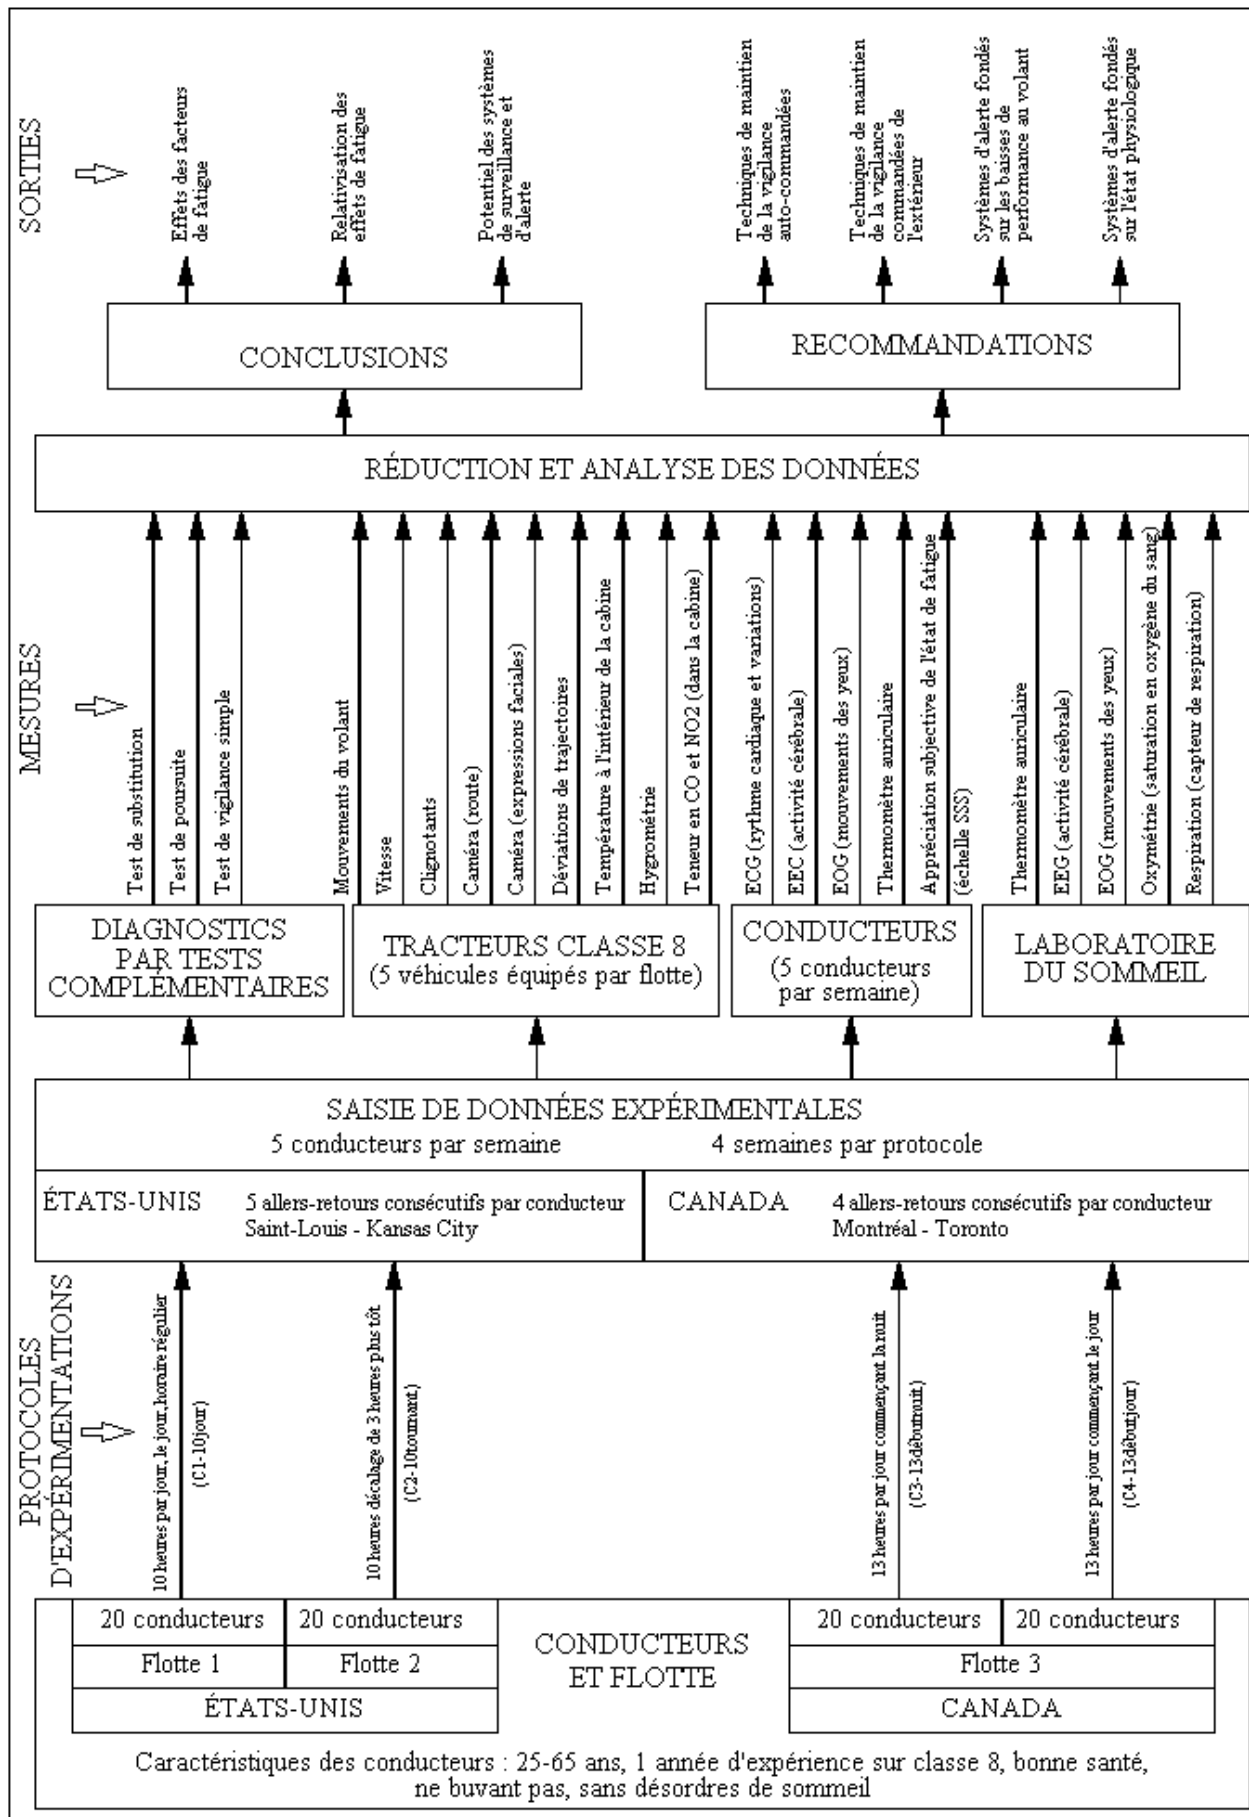 SORTIES
Effets des facteurs
de fatigue
Relativisation des
effets de fatigue
Potentiel des systèmes
de surveillance et
d'alerte
Techniques de maintien
de la vigilance
auto-commandées
Techniques de maintien
de la vigilance
commandées de
l'extérieur
Systèmes d'alerte fondés
sur les baisses de
performance au volant
Systèmes d'alerte fondés
sur l'état physiologique
CONCLUSIONS
RECOMMANDATIONS
RÉDUCTION ET ANALYSE DES DONNÉES
MESURES
Test de substitution
Test de poursuite
Test de vigilance simple
Mouvements du volant
Vitesse
Clignotants
Caméra (route)
Caméra (expressions faciales)
Déviations de trajectoires
Température à l'intérieur de la cabine
Hygrométrie
Teneur en CO et NO2 (dans la cabine)
ECG (rythme cardiaque et variations)
EEC (activité cérébrale)
EOG (mouvements des yeux)
Thermomètre auriculaire
Appréciation subjective de l'état de fatigue
(échelle SSS)
Thermomètre auriculaire
EEG (activité cérébrale)
EOG (mouvements des yeux)
Oxymétrie (saturation en oxygène du sang)
Respiration (capteur de respiration)
DIAGNOSTICS
PAR TESTS
COMPLÉMENTAIRES
TRACTEURS CLASSE 8
(5 véhicules équipés par flotte)
CONDUCTEURS
(5 conducteurs
par semaine)
LABORATOIRE
DU SOMMEIL
SAISIE DE DONNÉES EXPÉRIMENTALES
5 conducteurs par semaine 4 semaines par protocole
ÉTATS-UNIS 5 allers-retours consécutifs par conducteur
Saint-Louis - Kansas City
CANADA 4 allers-retours consécutifs par conducteur
Montréal - Toronto
PROTOCOLES
D'EXPÉRIMENTATIONS
10 heures par jour, le jour, horaire régulier
(C1-10jour)
10 heures décalage de 3 heures plus tôt
(C2-10tournant)
13 heures par jour commençant la nuit
(C3-13débutnuit)
13 heures par jour commençant le jour
(C4-13débutjour)
20 conducteurs 20 conducteurs
Flotte 1 Flotte 2
ÉTATS-UNIS
CONDUCTEURS
ET FLOTTE
20 conducteurs 20 conducteurs
Flotte 3
CANADA
Caractéristiques des conducteurs : 25-65 ans, 1 année d'expérience sur classe 8, bonne santé,
ne buvant pas, sans désordres de sommeil